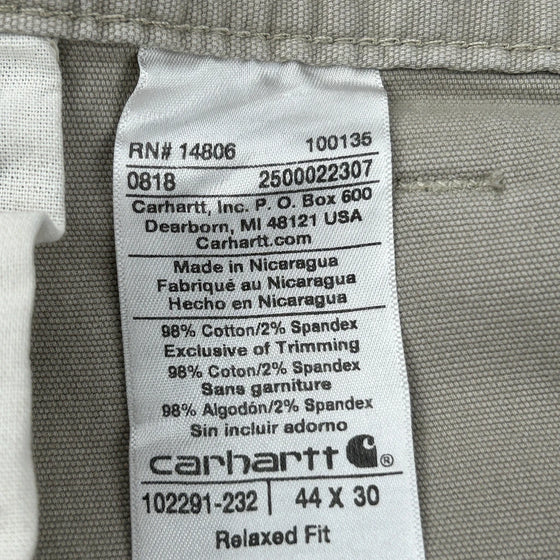 RN# 14806 100135
0818 2500022307
Carhartt, Inc. P. O. Box 600
Dearborn, MI 48121 USA
Carhartt.com
Made in Nicaragua
Fabriqué au Nicaragua
Hecho en Nicaragua
98% Cotton/2% Spandex
Exclusive of Trimming
98% Coton/2% Spandex
Sans garniture
98% Algodón/2% Spandex
Sin incluir adorno
carhartt ®
102291-232 | 44 X 30
Relaxed Fit